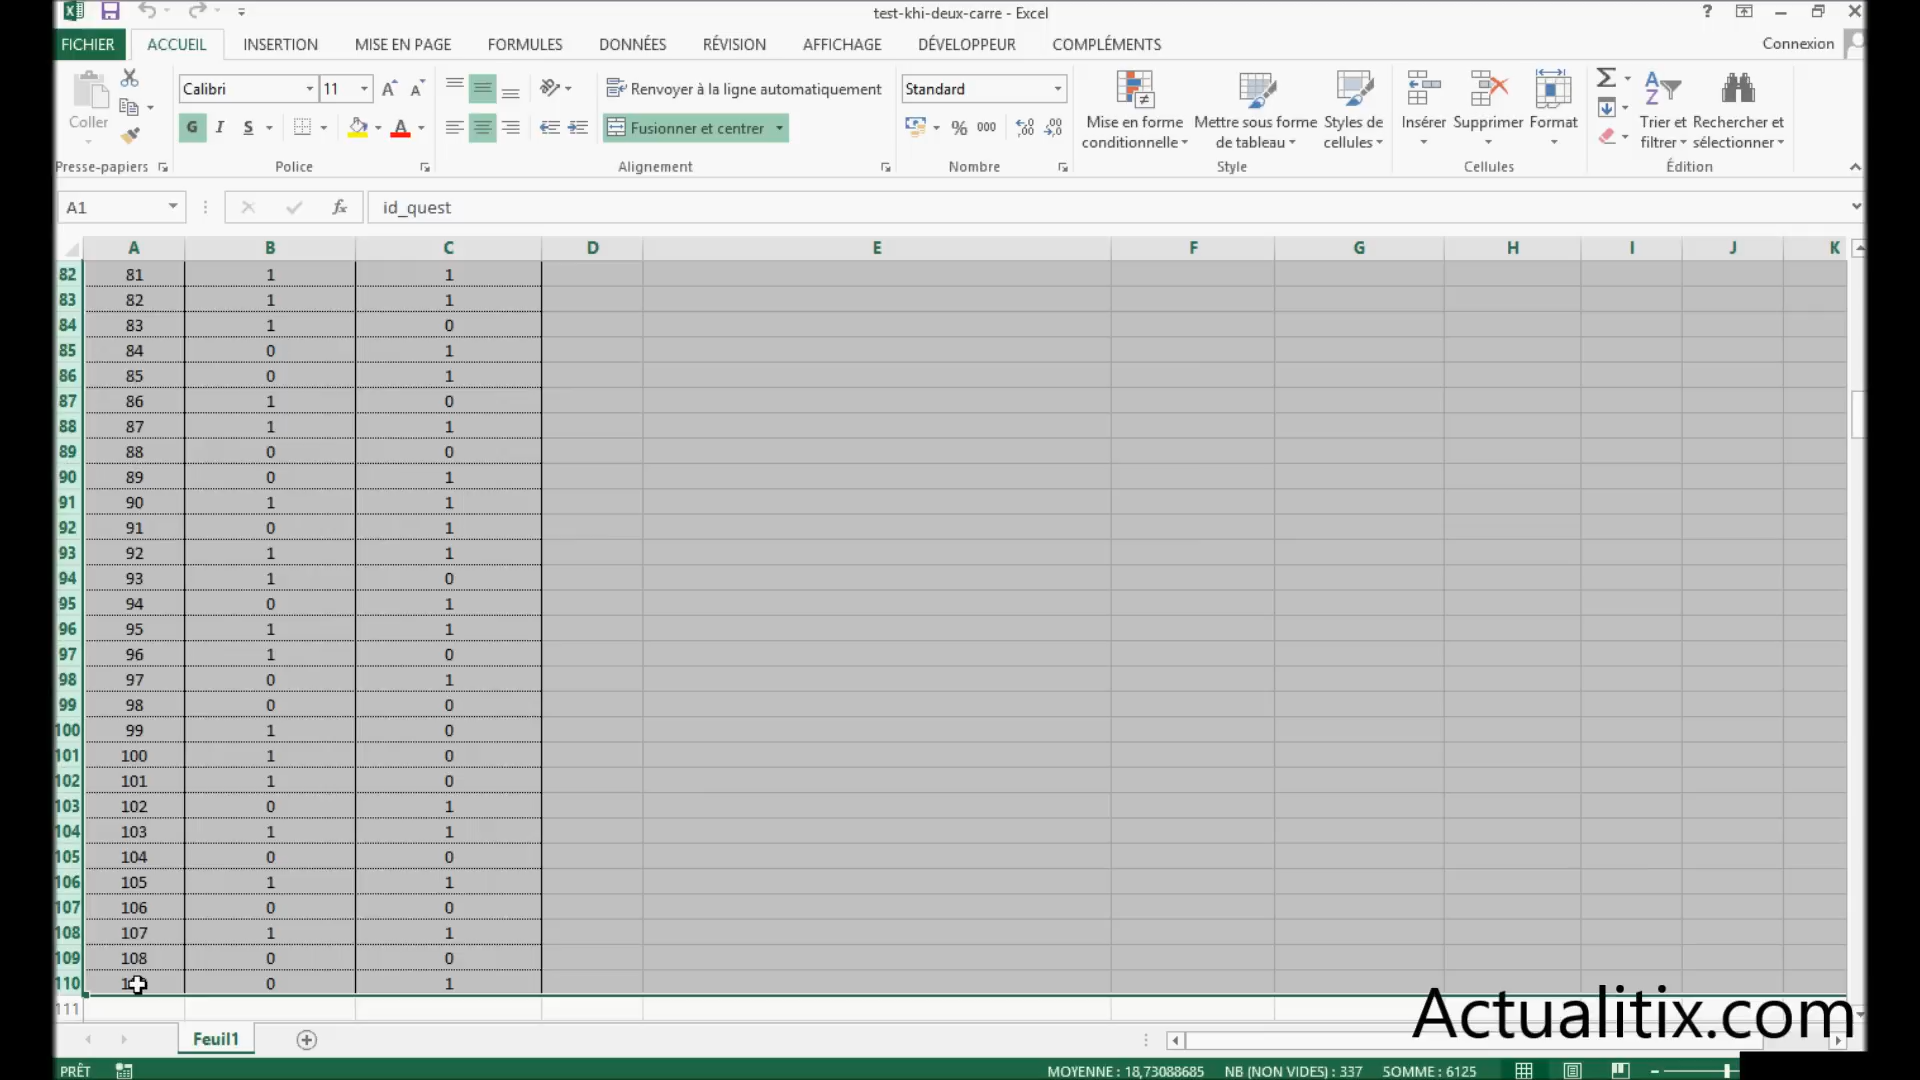 test-khi-deux-carre - Excel
?
FICHIER ACCUEIL INSERTION MISE EN PAGE FORMULES DONNÉES RÉVISION AFFICHAGE DÉVELOPPEUR COMPLÉMENTS Connexion
Coller
Presse-papiers
Calibri 11
G I S
Police
Renvoyer à la ligne automatiquement
Fusionner et centrer
Alignement
Standard
% 000
Nombre
Mise en forme
conditionnelle
Mettre sous forme
de tableau
Styles de
cellules
Style
Insérer Supprimer Format
Cellules
Trier et
filtrer
Rechercher et
sélectionner
Édition
A1 fx id_quest
A B C D E F G H I J K
82 81 1 1
83 82 1 1
84 83 1 0
85 84 0 1
86 85 0 1
87 86 1 0
88 87 1 1
89 88 0 0
90 89 0 1
91 90 1 1
92 91 0 1
93 92 1 1
94 93 1 0
95 94 0 1
96 95 1 1
97 96 1 0
98 97 0 1
99 98 0 0
100 99 1 0
101 100 1 0
102 101 1 0
103 102 0 1
104 103 1 1
105 104 0 0
106 105 1 1
107 106 0 0
108 107 1 1
109 108 0 0
110 0 1
111
Actualitix.com
Feuil1
PRÊT MOYENNE : 18,73088685 NB (NON VIDES) : 337 SOMME : 6125